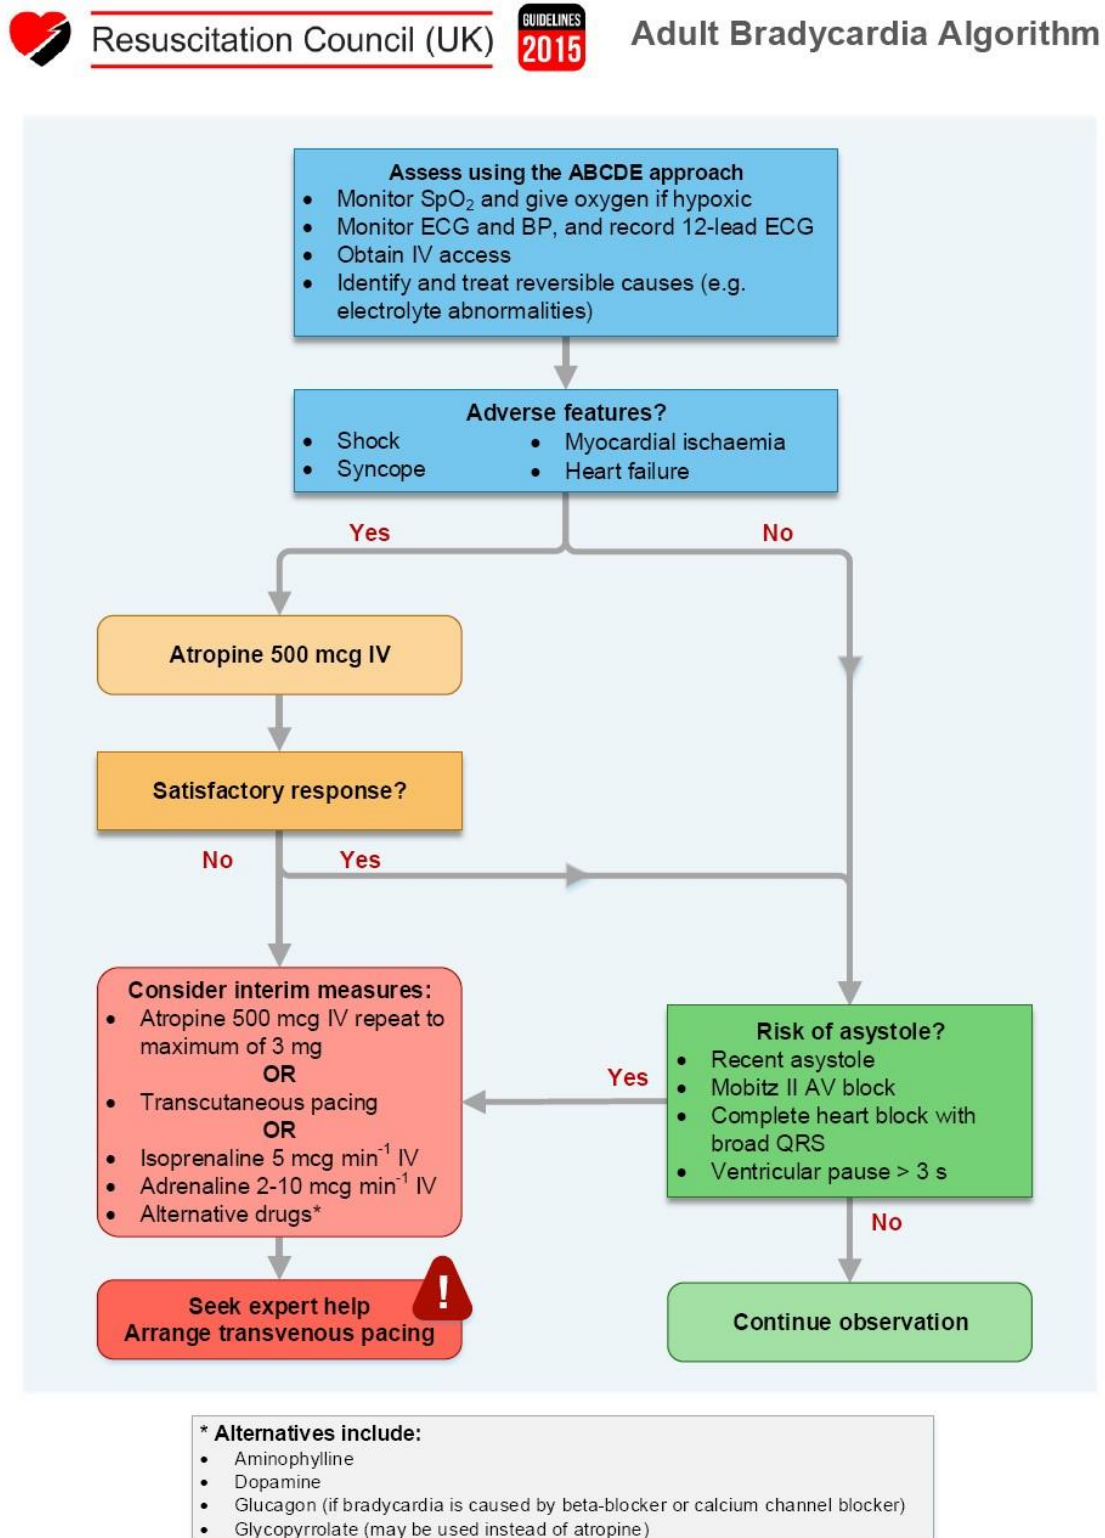 Resuscitation Council (UK)
GUIDELINES
2015
Adult Bradycardia Algorithm
Assess using the ABCDE approach
• Monitor SpO₂ and give oxygen if hypoxic
• Monitor ECG and BP, and record 12-lead ECG
• Obtain IV access
• Identify and treat reversible causes (e.g.
electrolyte abnormalities)
Adverse features?
• Shock
• Syncope
• Myocardial ischaemia
• Heart failure
Yes
No
Atropine 500 mcg IV
Satisfactory response?
No
Yes
Consider interim measures:
• Atropine 500 mcg IV repeat to
maximum of 3 mg
OR
• Transcutaneous pacing
OR
• Isoprenaline 5 mcg min⁻¹ IV
• Adrenaline 2-10 mcg min⁻¹ IV
• Alternative drugs*
Yes
Risk of asystole?
• Recent asystole
• Mobitz II AV block
• Complete heart block with
broad QRS
• Ventricular pause > 3 s
No
!
Seek expert help
Arrange transvenous pacing
Continue observation
* Alternatives include:
• Aminophylline
• Dopamine
• Glucagon (if bradycardia is caused by beta-blocker or calcium channel blocker)
• Glycopyrrolate (may be used instead of atropine)